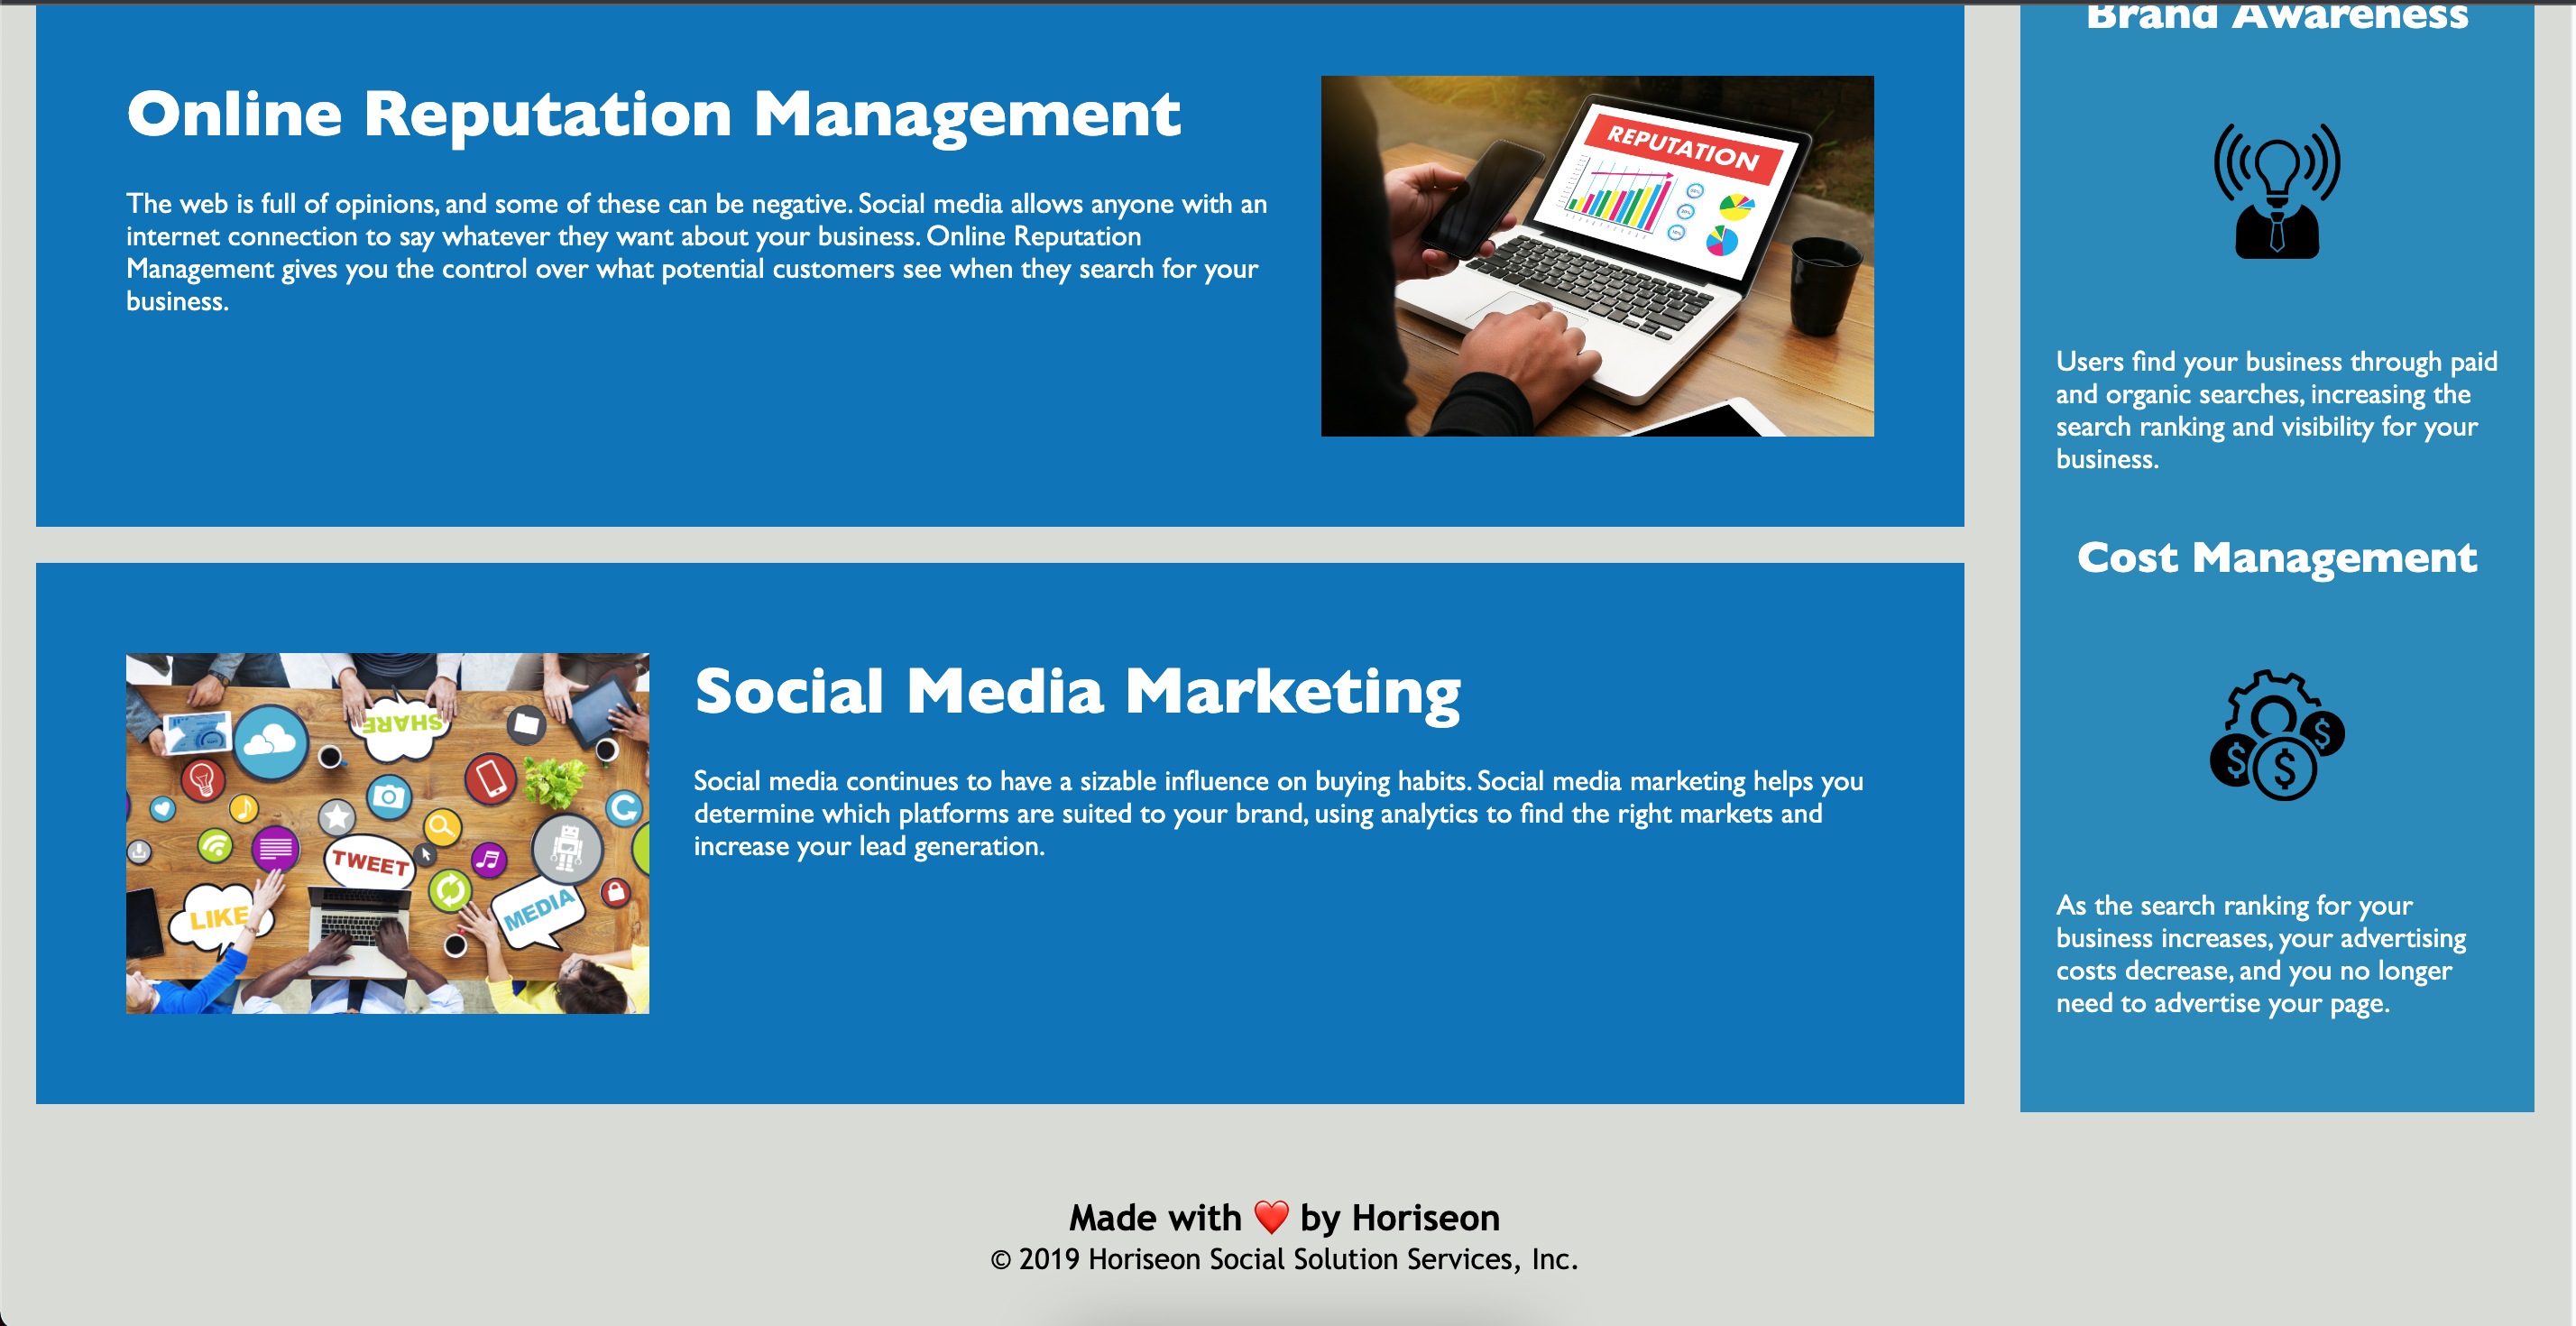 Online Reputation Management
The web is full of opinions, and some of these can be negative. Social media allows anyone with an
internet connection to say whatever they want about your business. Online Reputation
Management gives you the control over what potential customers see when they search for your
business.
REPUTATION
Social Media Marketing
Social media continues to have a sizable influence on buying habits. Social media marketing helps you
determine which platforms are suited to your brand, using analytics to find the right markets and
increase your lead generation.
SHARE
TWEET
LIKE
MEDIA
Brand Awareness
Users find your business through paid
and organic searches, increasing the
search ranking and visibility for your
business.
Cost Management
$
$
$
As the search ranking for your
business increases, your advertising
costs decrease, and you no longer
need to advertise your page.
Made with ❤️ by Horiseon
© 2019 Horiseon Social Solution Services, Inc.